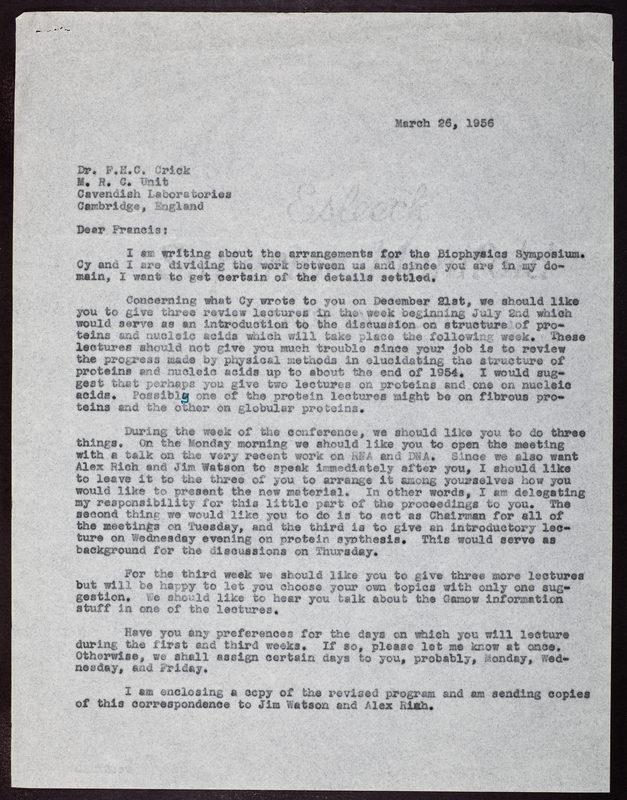 March 26, 1956
Dr. F.H.C. Crick
M. R. C. Unit
Cavendish Laboratories
Cambridge, England
Dear Francis:
I am writing about the arrangements for the Biophysics Symposium.
Cy and I are dividing the work between us and since you are in my do-
main, I want to get certain of the details settled.
Concerning what Cy wrote to you on December 21st, we should like
you to give three review lectures in the week beginning July 2nd which
would serve as an introduction to the discussion on structure of pro-
teins and nucleic acids which will take place the following week. These
lectures should not give you much trouble since your job is to review
the progress made by physical methods in elucidating the structure of
proteins and nucleic acids up to about the end of 1954. I would sug-
gest that perhaps you give two lectures on proteins and one on nucleic
acids. Possibly one of the protein lectures might be on fibrous pro-
teins and the other on globular proteins.
During the week of the conference, we should like you to do three
things. On the Monday morning we should like you to open the meeting
with a talk on the very recent work on RNA and DNA. Since we also want
Alex Rich and Jim Watson to speak immediately after you, I should like
to leave it to the three of you to arrange it among yourselves how you
would like to present the new material. In other words, I am delegating
my responsibility for this little part of the proceedings to you. The
second thing we would like you to do is to act as Chairman for all of
the meetings on Tuesday, and the third is to give an introductory lec-
ture on Wednesday evening on protein synthesis. This would serve as
background for the discussions on Thursday.
For the third week we should like you to give three more lectures
but will be happy to let you choose your own topics with only one sug-
gestion. We should like to hear you talk about the Gamow information
stuff in one of the lectures.
Have you any preferences for the days on which you will lecture
during the first and third weeks. If so, please let me know at once.
Otherwise, we shall assign certain days to you, probably, Monday, Wed-
nesday, and Friday.
I am enclosing a copy of the revised program and am sending copies
of this correspondence to Jim Watson and Alex Rich.